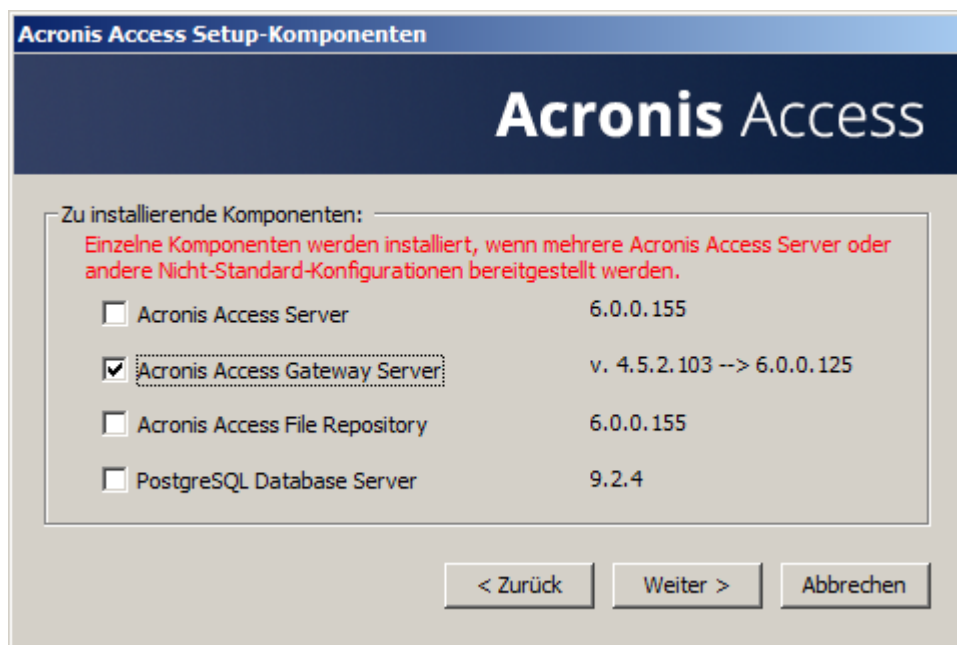 Acronis Access Setup-Komponenten
Acronis Access
Zu installierende Komponenten:
Einzelne Komponenten werden installiert, wenn mehrere Acronis Access Server oder
andere Nicht-Standard-Konfigurationen bereitgestellt werden.
Acronis Access Server 6.0.0.155
Acronis Access Gateway Server v. 4.5.2.103 --> 6.0.0.125
Acronis Access File Repository 6.0.0.155
PostgreSQL Database Server 9.2.4
< Zurück Weiter > Abbrechen